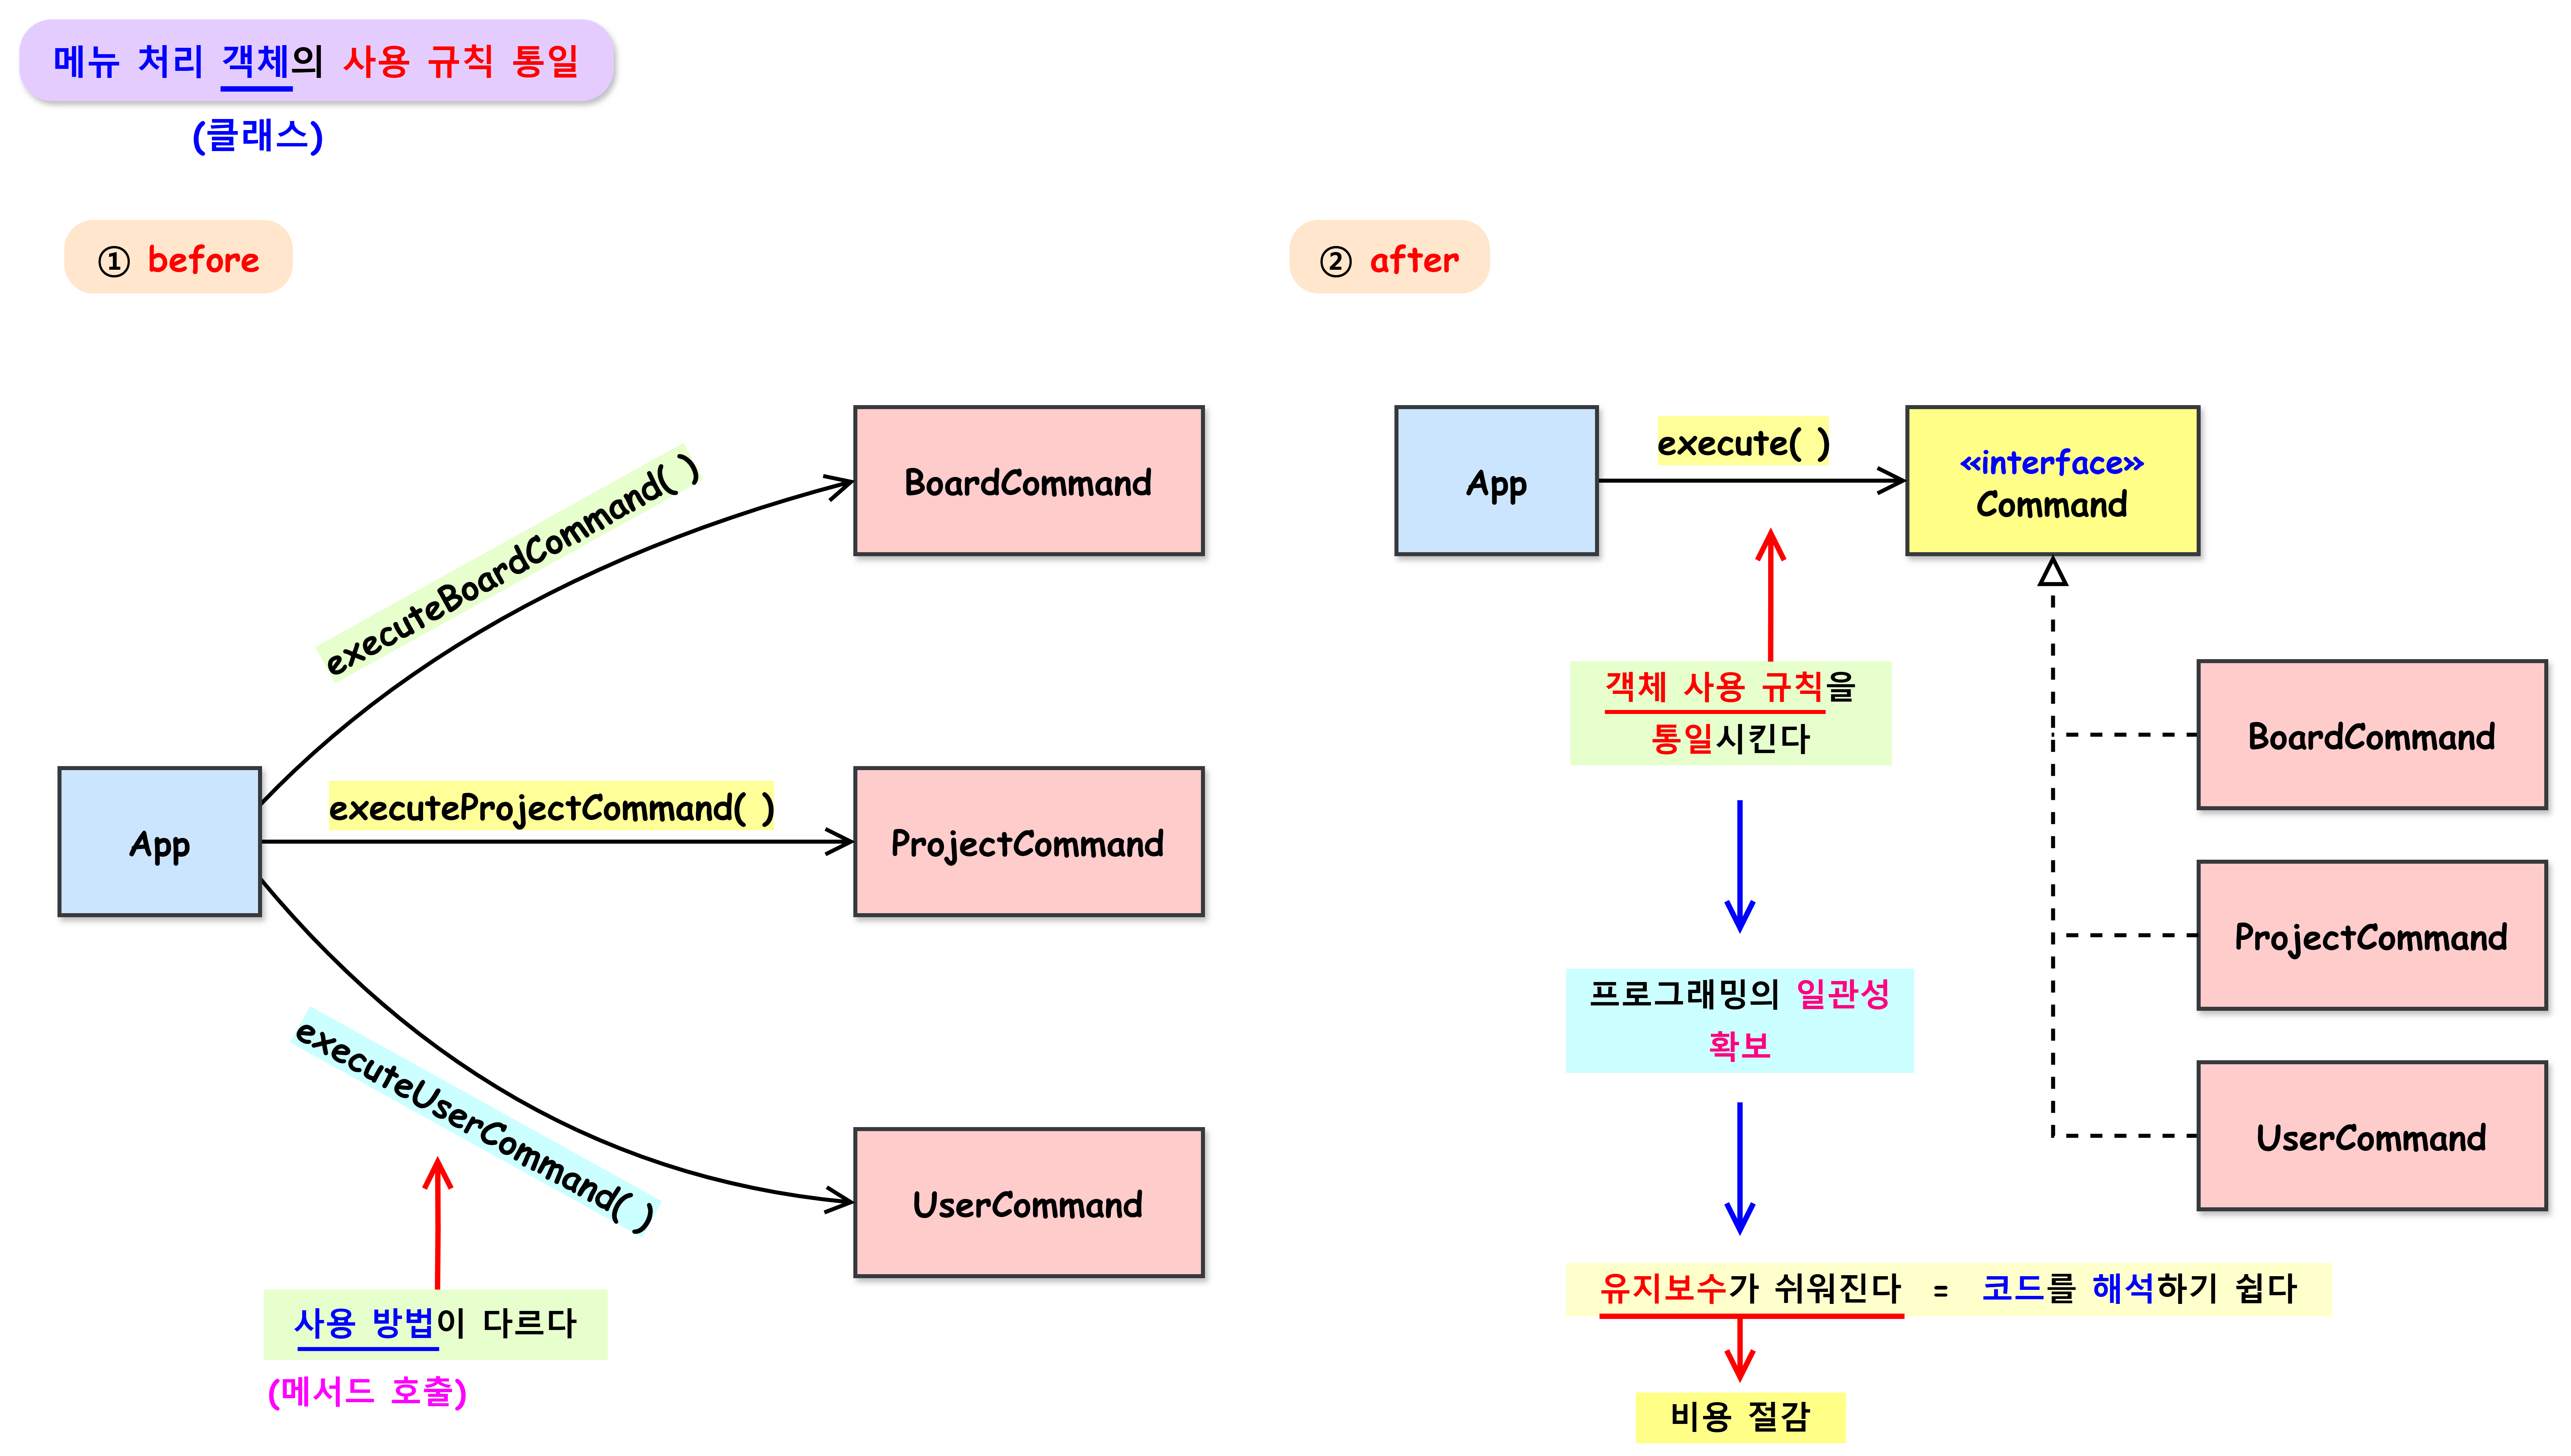 메뉴 처리 객체의 사용 규칙 통일
(클래스)
① before
executeBoardCommand( )
BoardCommand
App
executeProjectCommand( )
ProjectCommand
executeUserCommand( )
UserCommand
사용 방법이 다르다
(메서드 호출)
② after
App
execute( )
«interface»
Command
객체 사용 규칙을
통일시킨다
BoardCommand
ProjectCommand
프로그래밍의 일관성
확보
UserCommand
유지보수가 쉬워진다 = 코드를 해석하기 쉽다
비용 절감